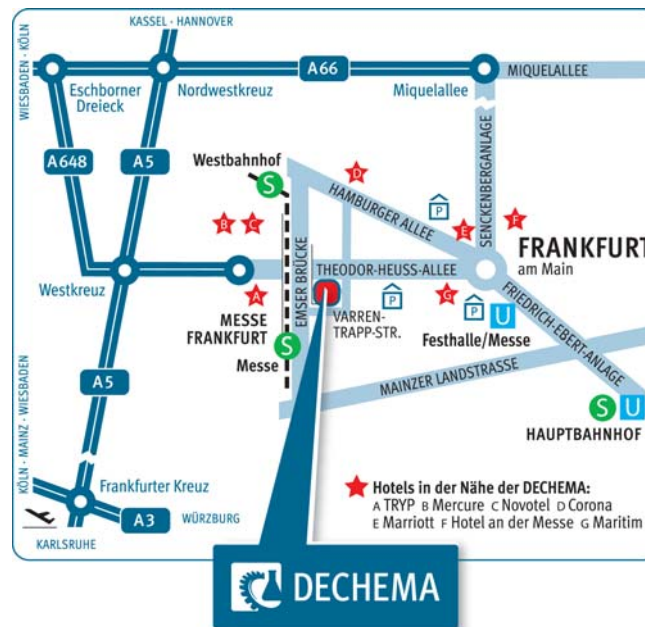 KASSEL - HANNOVER
WIESBADEN - KÖLN
A66
MIQUELALLEE
Eschborner
Dreieck
Nordwestkreuz
Miquelallee
A648
A5
Westbahnhof
S
D
P
SENCKENBERGANLAGE
HAMBURGER ALLEE
B C
E
F
FRANKFURT
am Main
THEODOR-HEUSS-ALLEE
EMSER BRÜCKE
Westkreuz
A
G
P
P
MESSE
FRANKFURT
VARREN-
TRAPP-STR.
U
Festhalle/Messe
FRIEDRICH-EBERT-ANLAGE
S
Messe
A5
MAINZER LANDSTRASSE
S U
HAUPTBAHNHOF
KÖLN - MAINZ - WIESBADEN
Frankfurter Kreuz
A3
WÜRZBURG
KARLSRUHE
Hotels in der Nähe der DECHEMA:
A TRYP B Mercure C Novotel D Corona
E Marriott F Hotel an der Messe G Maritim
DECHEMA